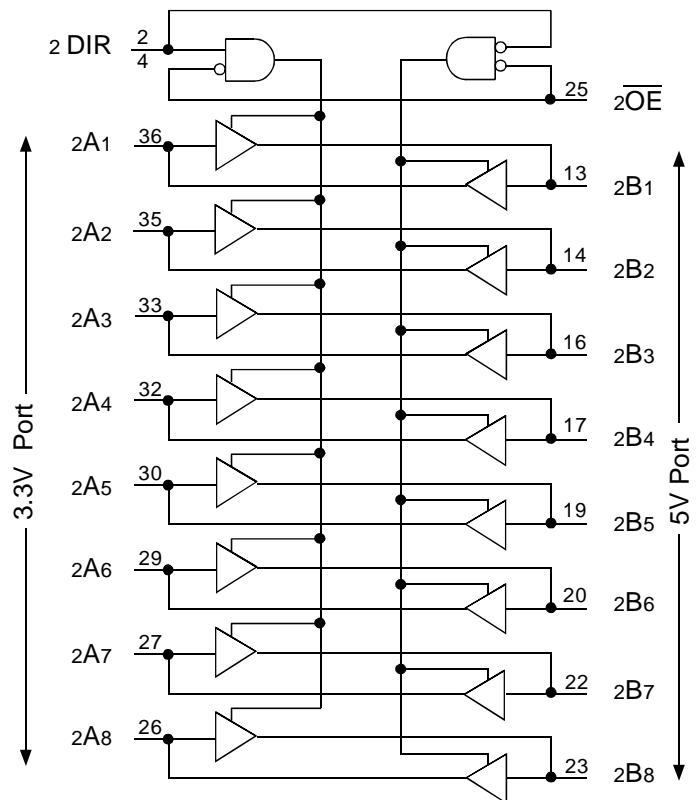 2 DIR 2
4
25 2OE
2A1 36
13 2B1
2A2 35
14 2B2
2A3 33
16 2B3
2A4 32
17 2B4
2A5 30
19 2B5
2A6 29
20 2B6
2A7 27
22 2B7
2A8 26
23 2B8
3.3V Port
5V Port